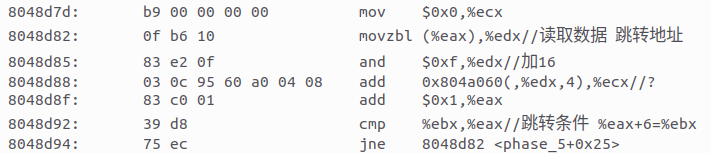 8048d7d: b9 00 00 00 00 mov $0x0,%ecx
8048d82: 0f b6 10 movzbl (%eax),%edx//读取数据 跳转地址
8048d85: 83 e2 0f and $0xf,%edx//加16
8048d88: 03 0c 95 60 a0 04 08 add 0x804a060(,%edx,4),%ecx//?
8048d8f: 83 c0 01 add $0x1,%eax
8048d92: 39 d8 cmp %ebx,%eax//跳转条件 %eax+6=%ebx
8048d94: 75 ec jne 8048d82 <phase_5+0x25>